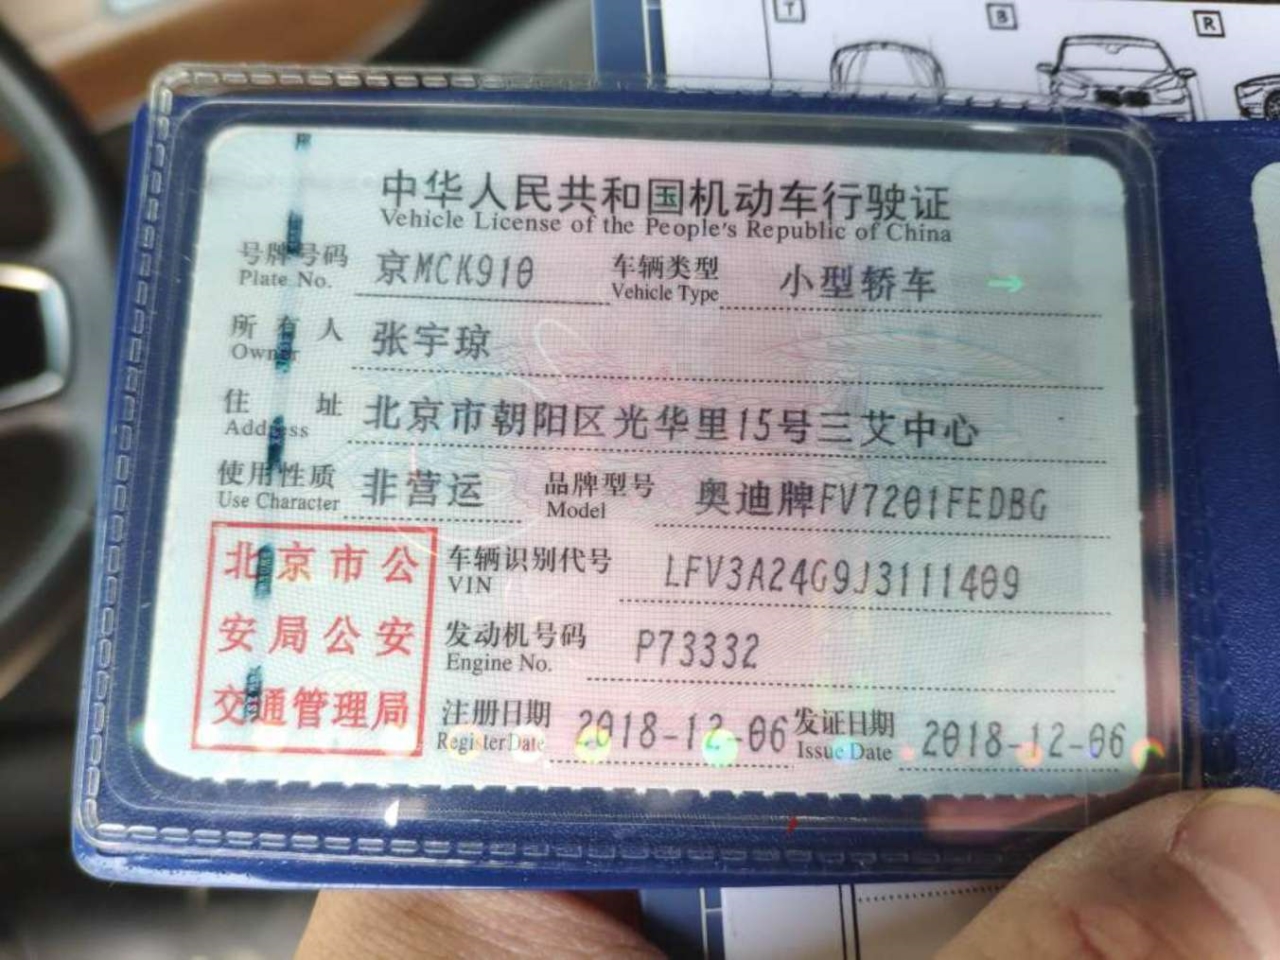 T
B
R
中华人民共和国机动车行驶证
Vehicle License of the People's Republic of China
号牌号码 京MCK910 车辆类型 小型轿车
Plate No. Vehicle Type
所有人 张宇琼
Owner
住址 北京市朝阳区光华里15号三艾中心
Address
使用性质 非营运 品牌型号 奥迪牌FV7201FEDBG
Use Character Model
北京市公
安局公安
交通管理局
车辆识别代号 LFV3A24G9J3111409
VIN
发动机号码 P73332
Engine No.
注册日期 2018-12-06 发证日期 2018-12-06
Register Date Issue Date